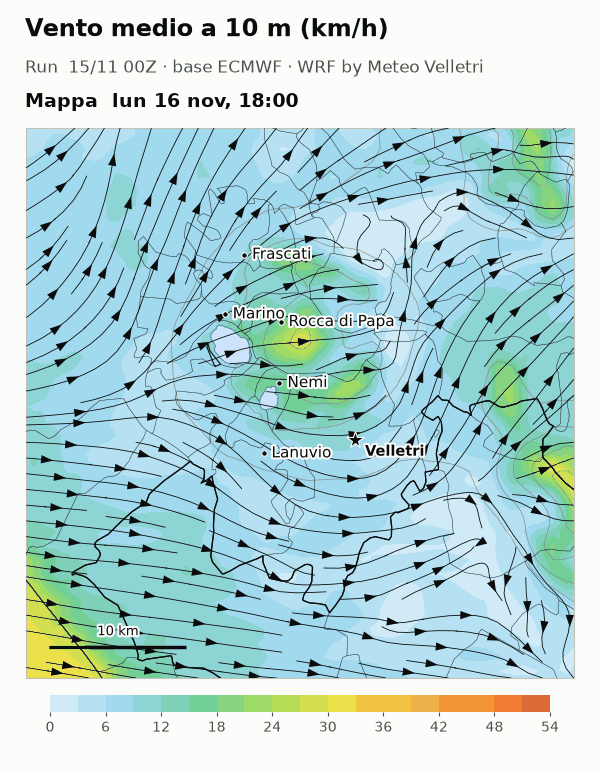 Vento medio a 10 m (km/h)
Run  15/11 00Z · base ECMWF · WRF by Meteo Velletri
Mappa  lun 16 nov, 18:00
Frascati
Marino
Rocca di Papa
Nemi
Velletri
Lanuvio
10 km
0 6 12 18 24 30 36 42 48 54